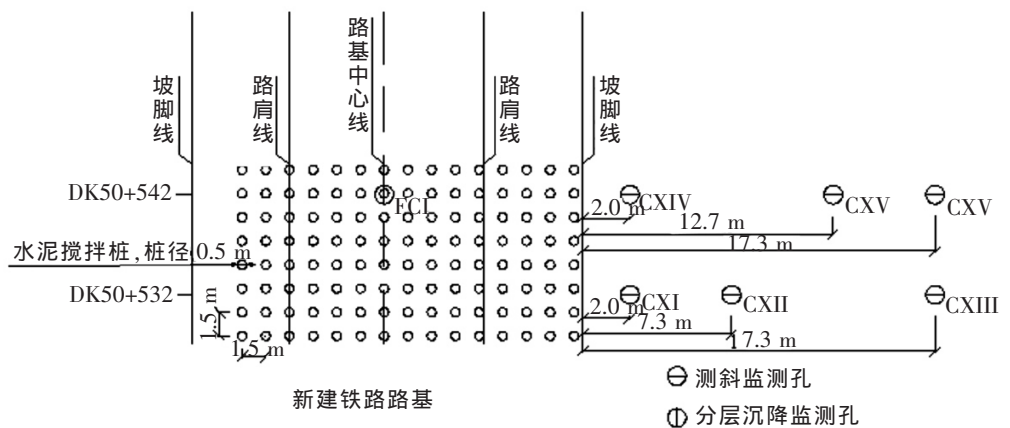 坡脚线
路肩线
路基中心线
路肩线
坡脚线
DK50+542
FCI
2.0 m
CXIV
CXV
CXV
12.7 m
17.3 m
水泥搅拌桩,桩径0.5 m
DK50+532
2.0 m
CXI
CXII
CXIII
7.3 m
17.3 m
1.5 m
1.5 m
新建铁路路基
测斜监测孔
分层沉降监测孔